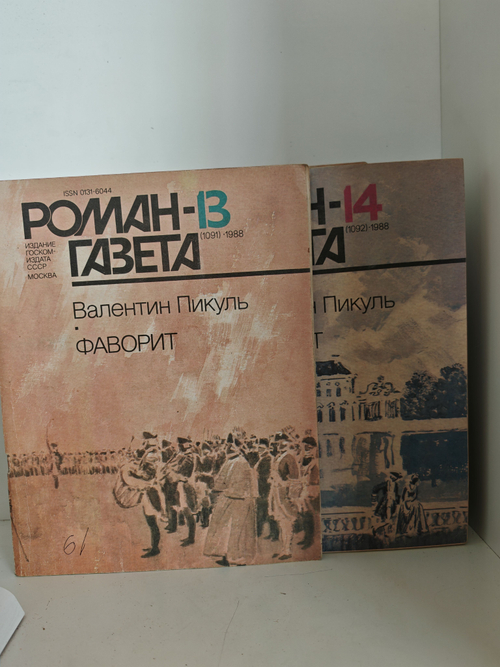 ISSN 0131-6044
РОМАН-13
ГАЗЕТА
(1091)·1988
ИЗДАНИЕ
ГОСКОМ-
ИЗДАТА
СССР
МОСКВА
Валентин Пикуль
ФАВОРИТ
61
Н-14
ТА
(1092)·1988
н Пикуль
Т